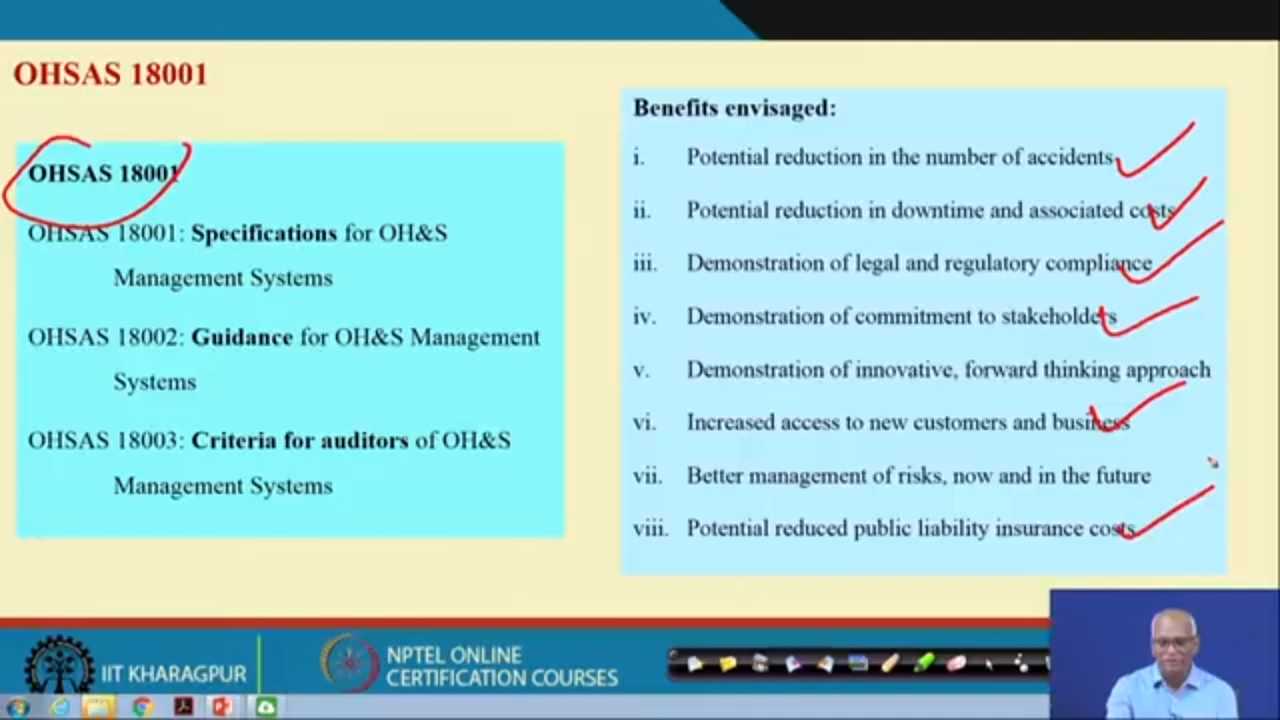 OHSAS 18001
OHSAS 18001
OHSAS 18001: Specifications for OH&S
Management Systems
OHSAS 18002: Guidance for OH&S Management
Systems
OHSAS 18003: Criteria for auditors of OH&S
Management Systems
Benefits envisaged:
i. Potential reduction in the number of accidents
ii. Potential reduction in downtime and associated costs
iii. Demonstration of legal and regulatory compliance
iv. Demonstration of commitment to stakeholders
v. Demonstration of innovative, forward thinking approach
vi. Increased access to new customers and business
vii. Better management of risks, now and in the future
viii. Potential reduced public liability insurance costs
IIT KHARAGPUR
NPTEL ONLINE
CERTIFICATION COURSES